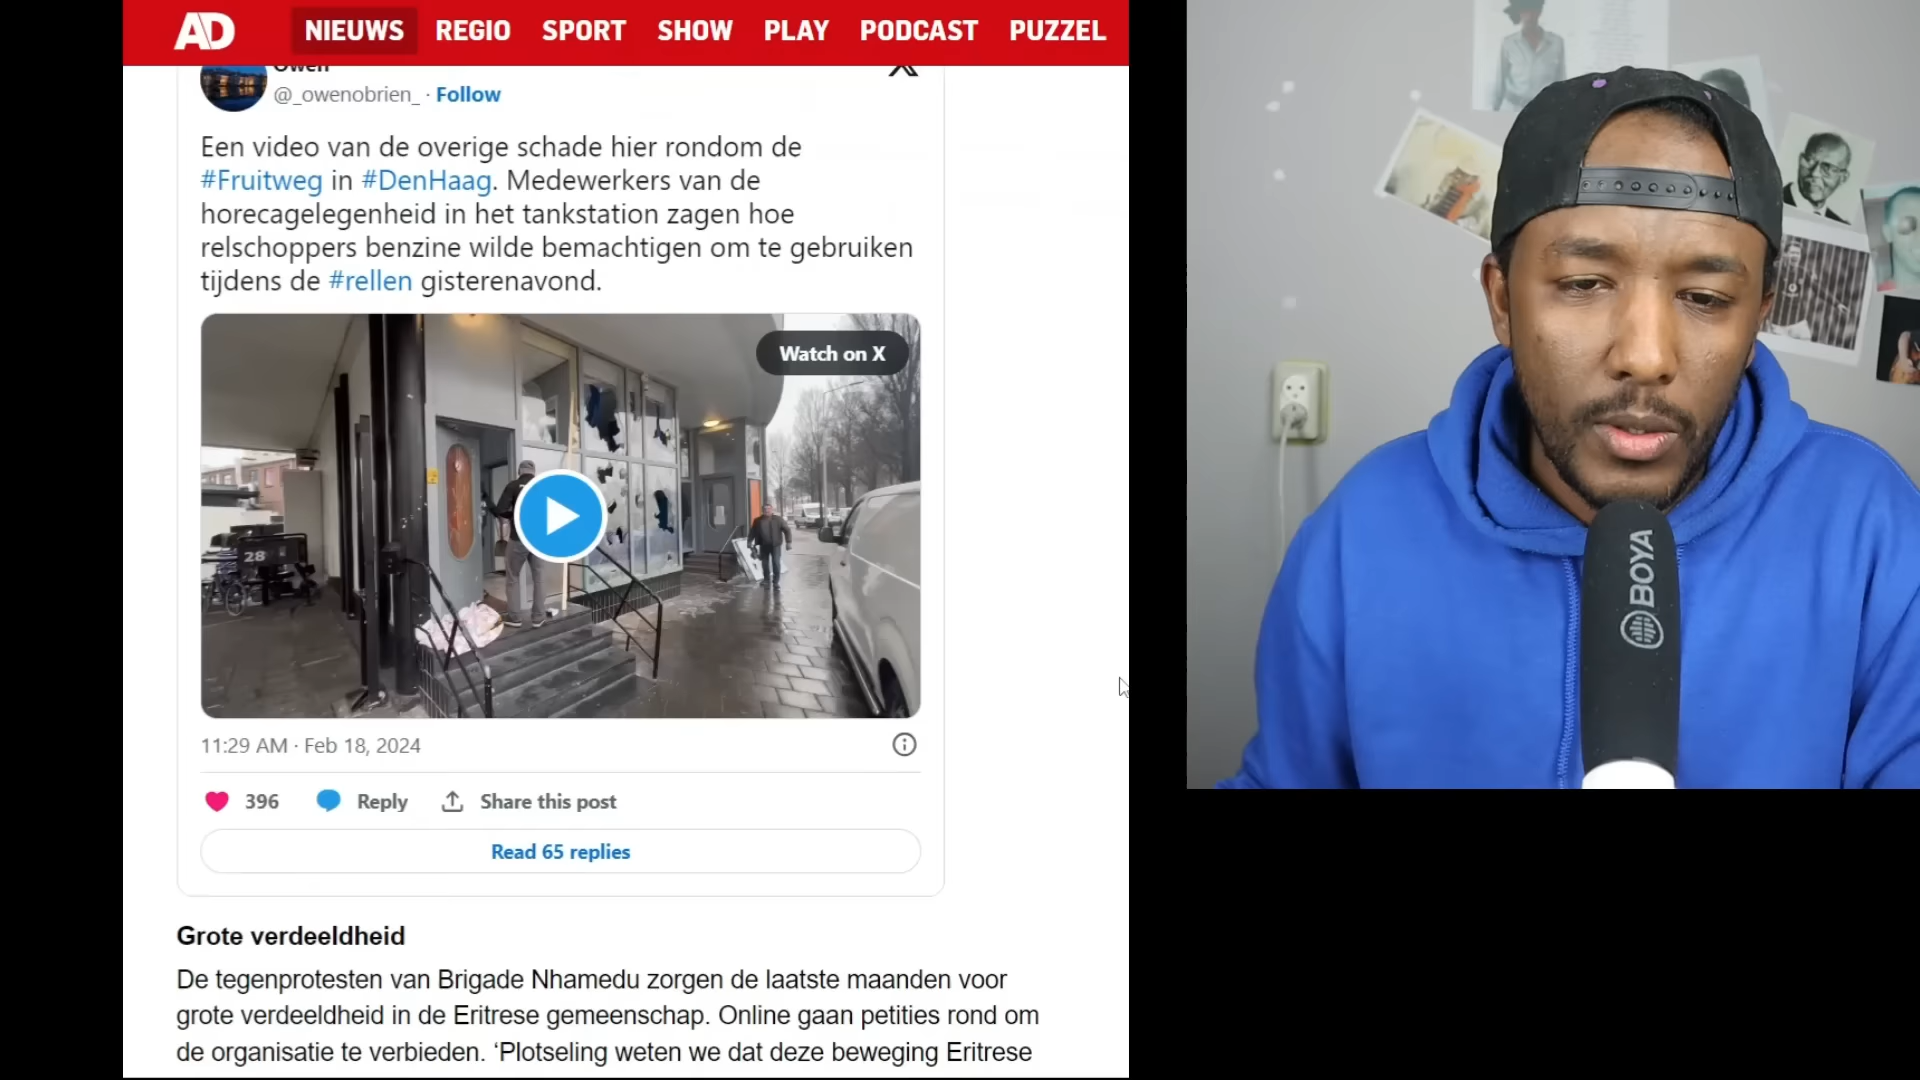 AD NIEUWS REGIO SPORT SHOW PLAY PODCAST PUZZEL
Owen
@_owenobrien_ · Follow
Een video van de overige schade hier rondom de
#Fruitweg in #DenHaag. Medewerkers van de
horecagelegenheid in het tankstation zagen hoe
relschoppers benzine wilde bemachtigen om te gebruiken
tijdens de #rellen gisterenavond.
Watch on X
28
11:29 AM · Feb 18, 2024
396 Reply Share this post
Read 65 replies
Grote verdeeldheid
De tegenprotesten van Brigade Nhamedu zorgen de laatste maanden voor
grote verdeeldheid in de Eritrese gemeenschap. Online gaan petities rond om
de organisatie te verbieden. ‘Plotseling weten we dat deze beweging Eritrese
BOYA